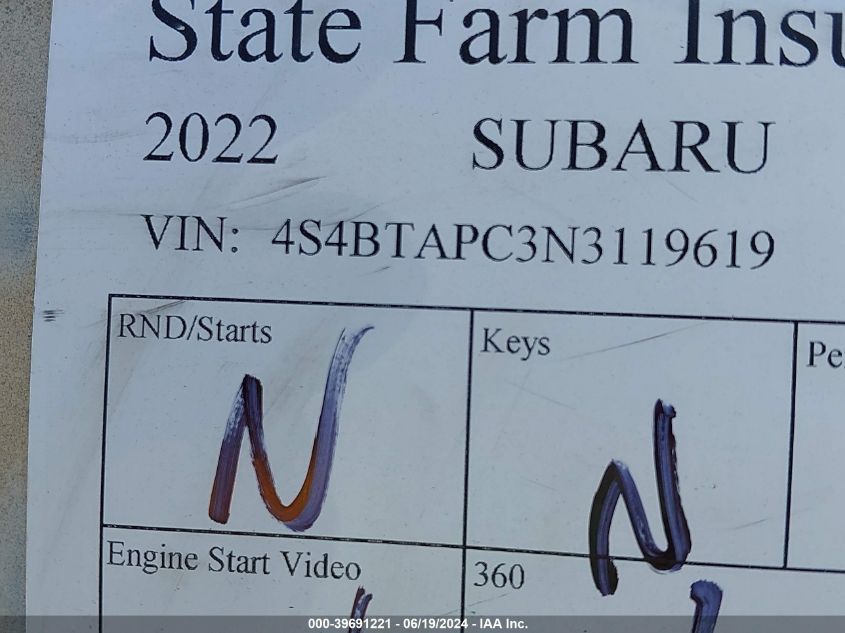 State Farm Insu
2022 SUBARU
VIN: 4S4BTAPC3N3119619
RND/Starts Keys Pe
N N
Engine Start Video 360
000-39691221 - 06/19/2024 - IAA Inc.